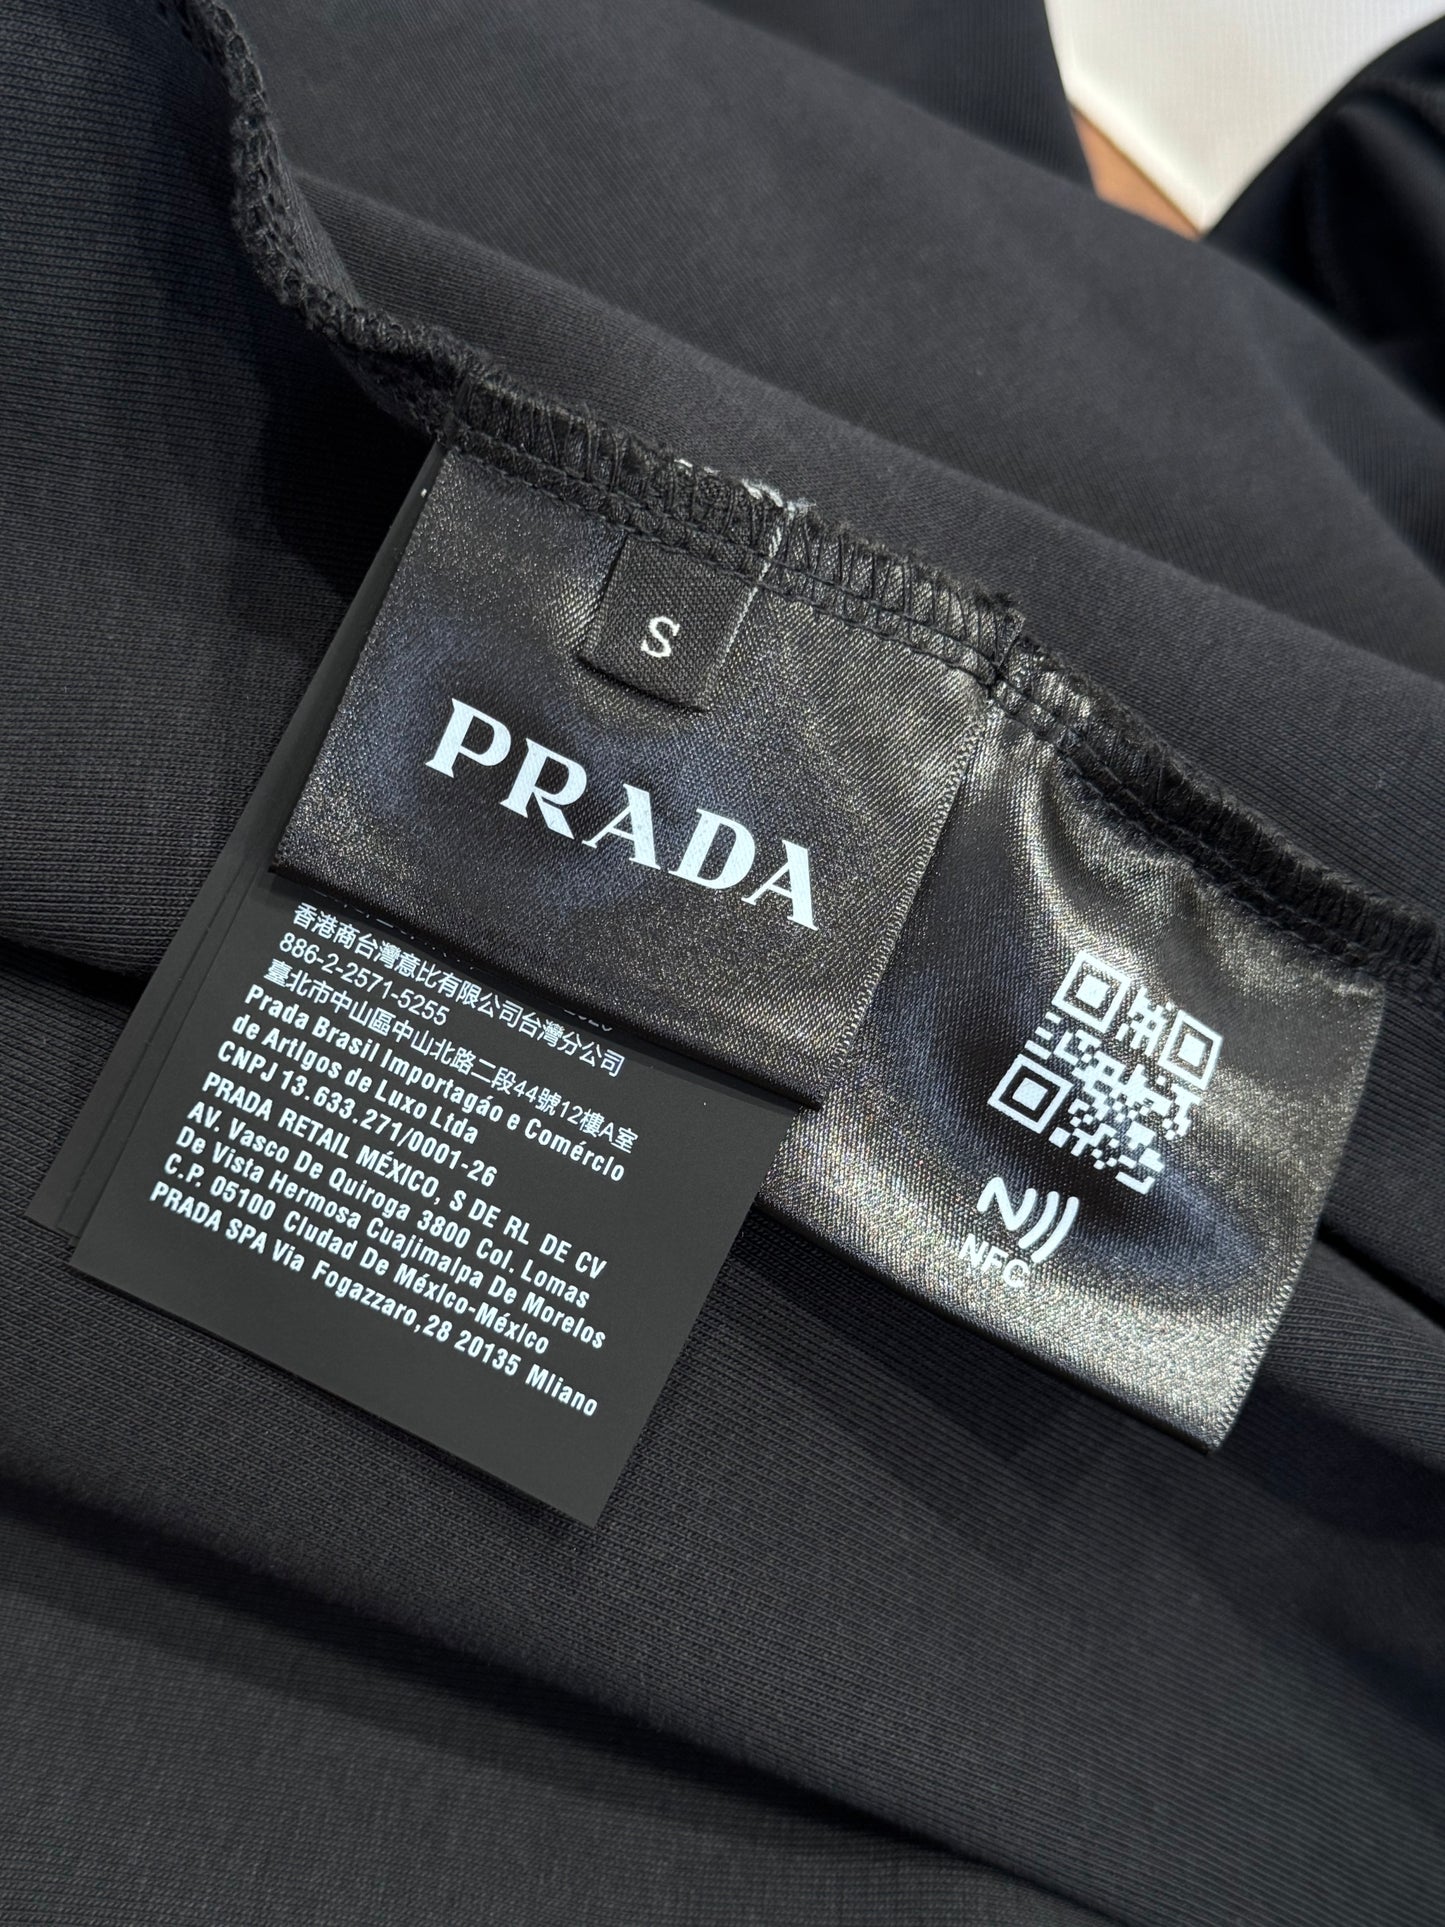 S
PRADA
香港商台灣意比有限公司台灣分公司
886-2-2571-5255
臺北市中山區中山北路二段44號12樓A室
Prada Brasil Importagáo e Comérclo
de Artlgos de Luxo Ltda
CNPJ 13.633.271/0001-26
PRADA RETAIL MÉXICO, S DE RL DE CV
AV. Vasco De Quiroga 3800 Col. Lomas
De Vista Hermosa Cuajimalpa De Morelos
C.P. 05100 Ciudad De México-Méxlco
PRADA SPA Via Fogazzaro,28 20135 Mliano
N
NFC